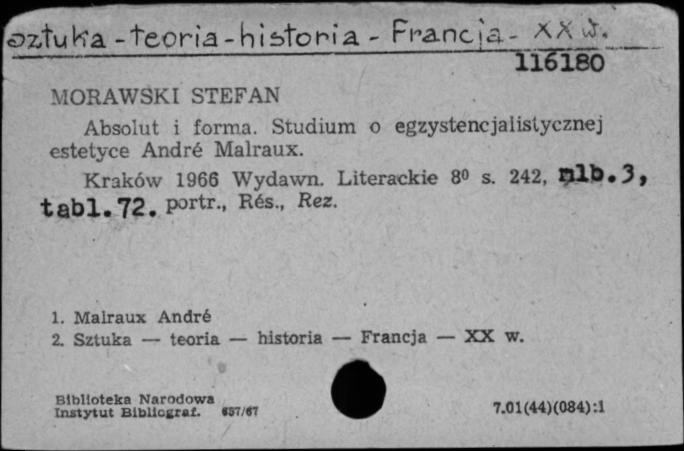 sztuka - teoria - historia - Francja - XX w.
116180
MORAWSKI STEFAN
Absolut i forma. Studium o egzystencjalistycznej
estetyce André Malraux.
Kraków 1966 Wydawn. Literackie 8⁰ s. 242, nlb.3,
tabl.72. portr., Rés., Rez.
1. Malraux André
2. Sztuka — teoria — historia — Francja — XX w.
Biblioteka Narodowa
Instytut Bibliograf. 657/67
7.01(44)(084):1